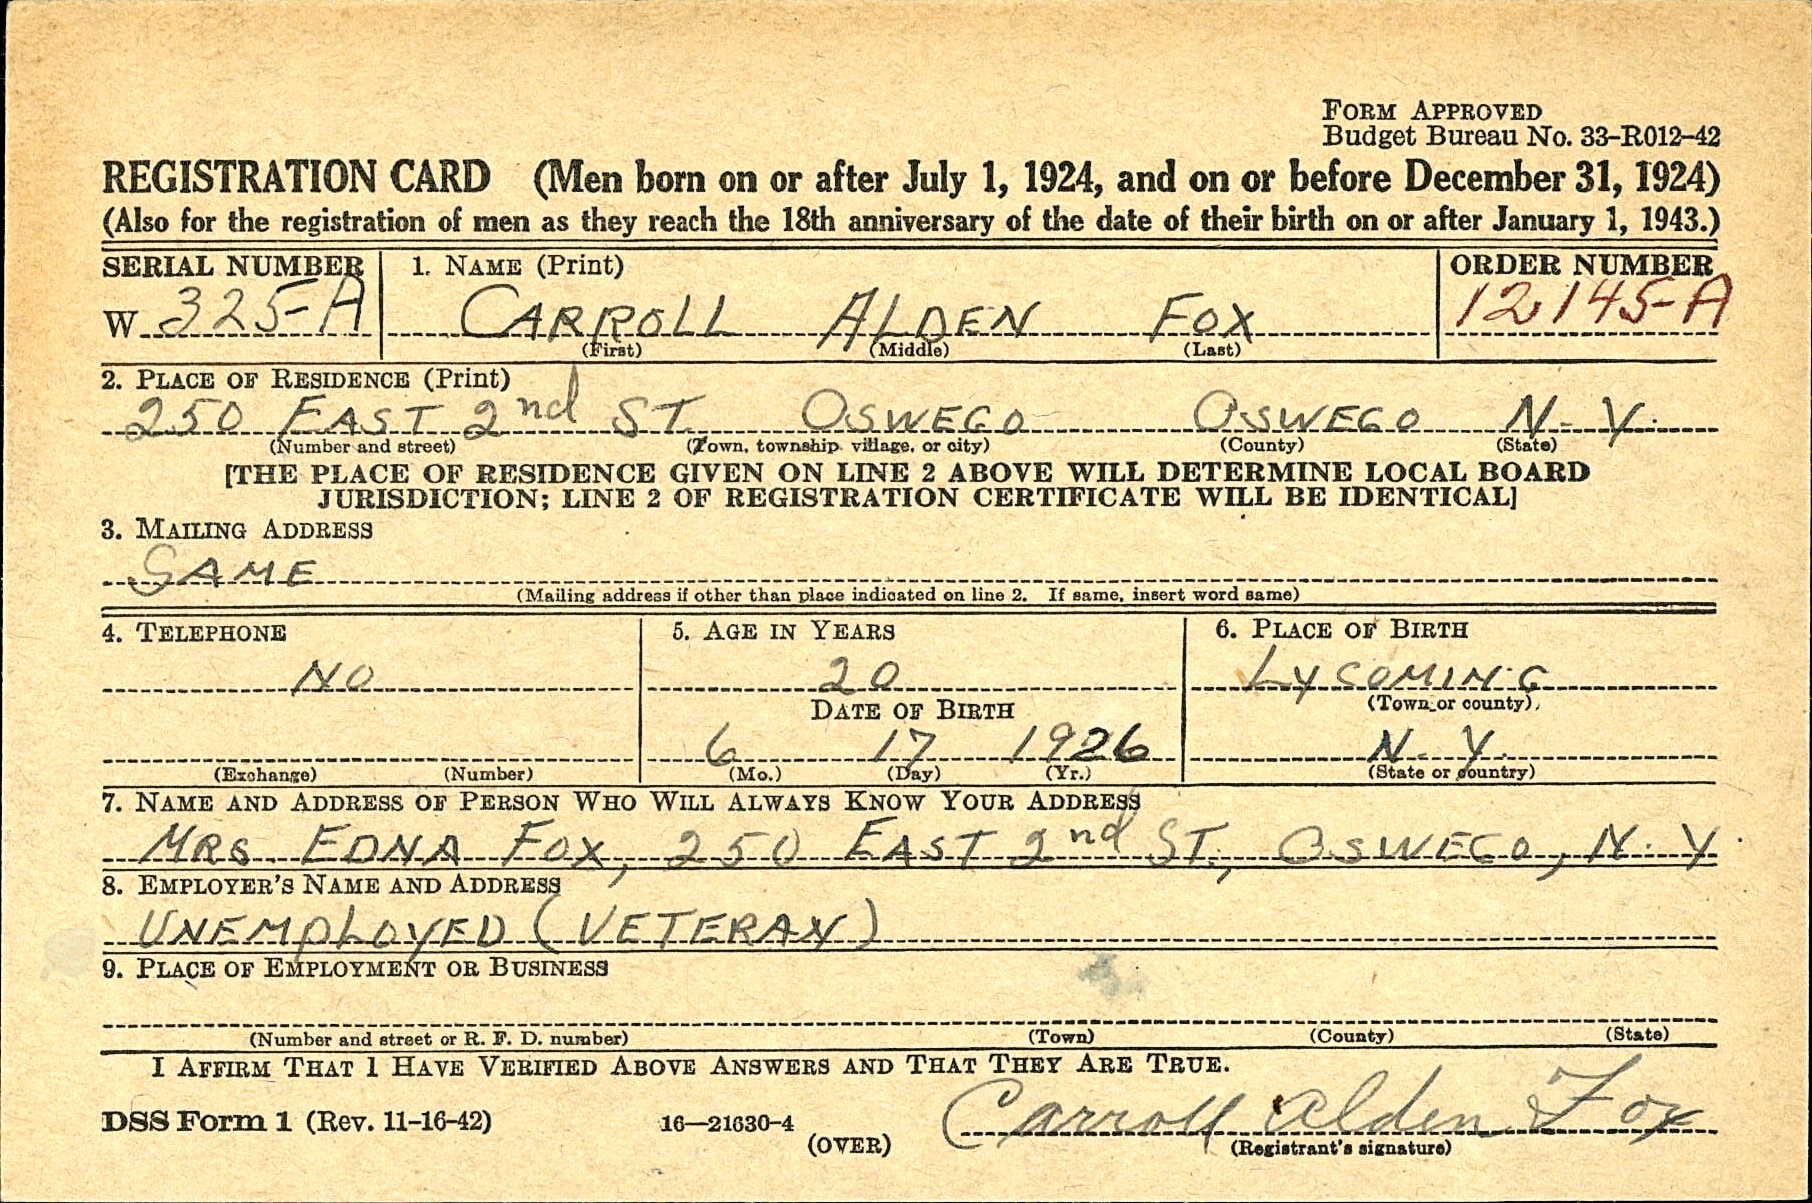 FORM APPROVED
Budget Bureau No. 33-R012-42
REGISTRATION CARD (Men born on or after July 1, 1924, and on or before December 31, 1924)
(Also for the registration of men as they reach the 18th anniversary of the date of their birth on or after January 1, 1943.)
SERIAL NUMBER 1. NAME (Print) ORDER NUMBER
W 325-A CARROLL ALDEN FOX 12145-A
(First) (Middle) (Last)
2. PLACE OF RESIDENCE (Print)
250 EAST 2nd ST. OSWEGO OSWEGO N. Y.
(Number and street) (Town, township, village, or city) (County) (State)
[THE PLACE OF RESIDENCE GIVEN ON LINE 2 ABOVE WILL DETERMINE LOCAL BOARD
JURISDICTION; LINE 2 OF REGISTRATION CERTIFICATE WILL BE IDENTICAL]
3. MAILING ADDRESS
SAME
(Mailing address if other than place indicated on line 2. If same, insert word same)
4. TELEPHONE 5. AGE IN YEARS 6. PLACE OF BIRTH
NO 20 LYCOMING
DATE OF BIRTH (Town or county)
6 17 1926 N. Y.
(Exchange) (Number) (Mo.) (Day) (Yr.) (State or country)
7. NAME AND ADDRESS OF PERSON WHO WILL ALWAYS KNOW YOUR ADDRESS
MRS. EDNA FOX, 250 EAST 2nd ST., OSWEGO, N. Y.
8. EMPLOYER'S NAME AND ADDRESS
UNEMPLOYED (VETERAN)
9. PLACE OF EMPLOYMENT OR BUSINESS
(Number and street or R. F. D. number) (Town) (County) (State)
I AFFIRM THAT I HAVE VERIFIED ABOVE ANSWERS AND THAT THEY ARE TRUE.
DSS Form 1 (Rev. 11-16-42) 16—21630-4 Carroll Alden Fox
(OVER) (Registrant's signature)